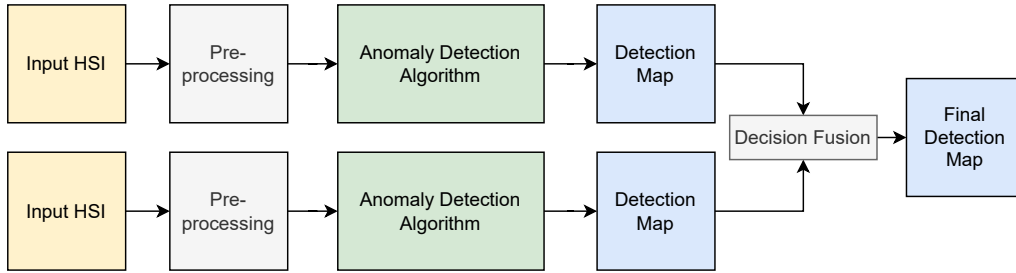 Input HSI
Pre-
processing
Anomaly Detection
Algorithm
Detection
Map
Decision Fusion
Final
Detection
Map
Input HSI
Pre-
processing
Anomaly Detection
Algorithm
Detection
Map